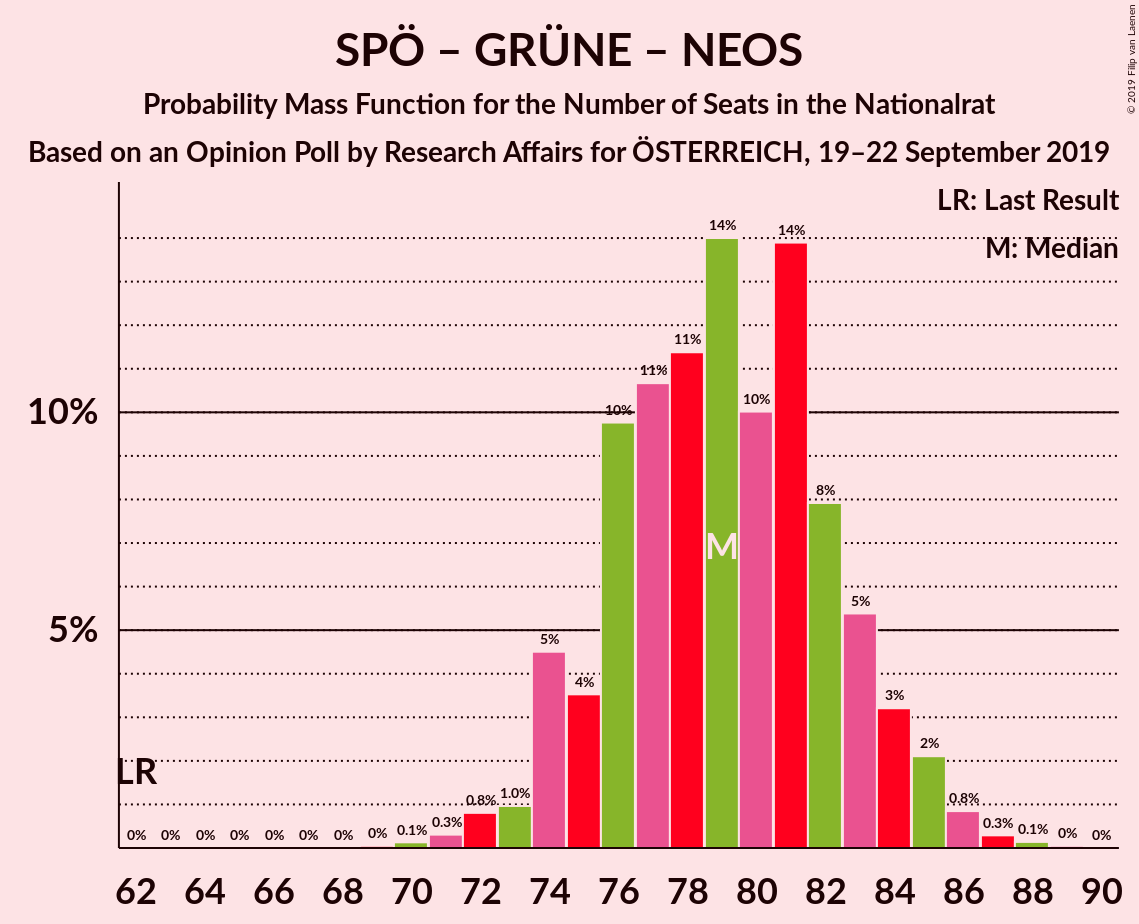 SPÖ – GRÜNE – NEOS
Probability Mass Function for the Number of Seats in the Nationalrat
Based on an Opinion Poll by Research Affairs for ÖSTERREICH, 19–22 September 2019
© 2019 Filip van Laenen
LR: Last Result
M: Median
10%
5%
LR
M
0% 0% 0% 0% 0% 0% 0% 0% 0.1% 0.3% 0.8% 1.0% 5% 4% 10% 11% 11% 14% 10% 14% 8% 5% 3% 2% 0.8% 0.3% 0.1% 0% 0%
62 64 66 68 70 72 74 76 78 80 82 84 86 88 90